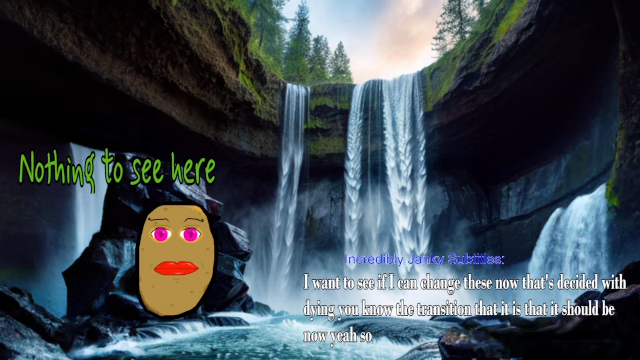 Nothing to see here
Incredibly Janky Subtitles:
I want to see if I can change these now that's decided with
dying you know the transition that it is that it should be
now yeah so